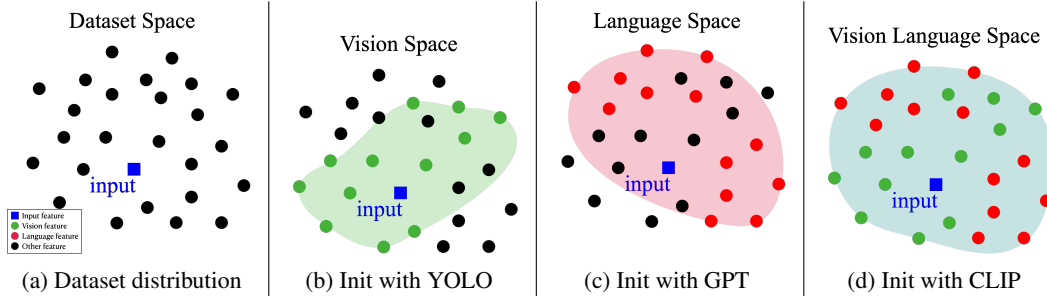 Dataset Space
input
Input feature
Vision feature
Language feature
Other feature
(a) Dataset distribution
Vision Space
input
(b) Init with YOLO
Language Space
input
(c) Init with GPT
Vision Language Space
input
(d) Init with CLIP